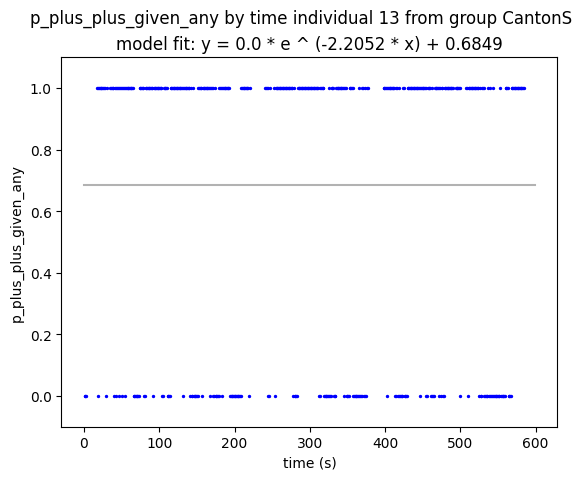 p_plus_plus_given_any by time individual 13 from group CantonS
model fit: y = 0.0 * e ^ (-2.2052 * x) + 0.6849
1.0
0.8
0.6
0.4
0.2
0.0
p_plus_plus_given_any
0 100 200 300 400 500 600
time (s)